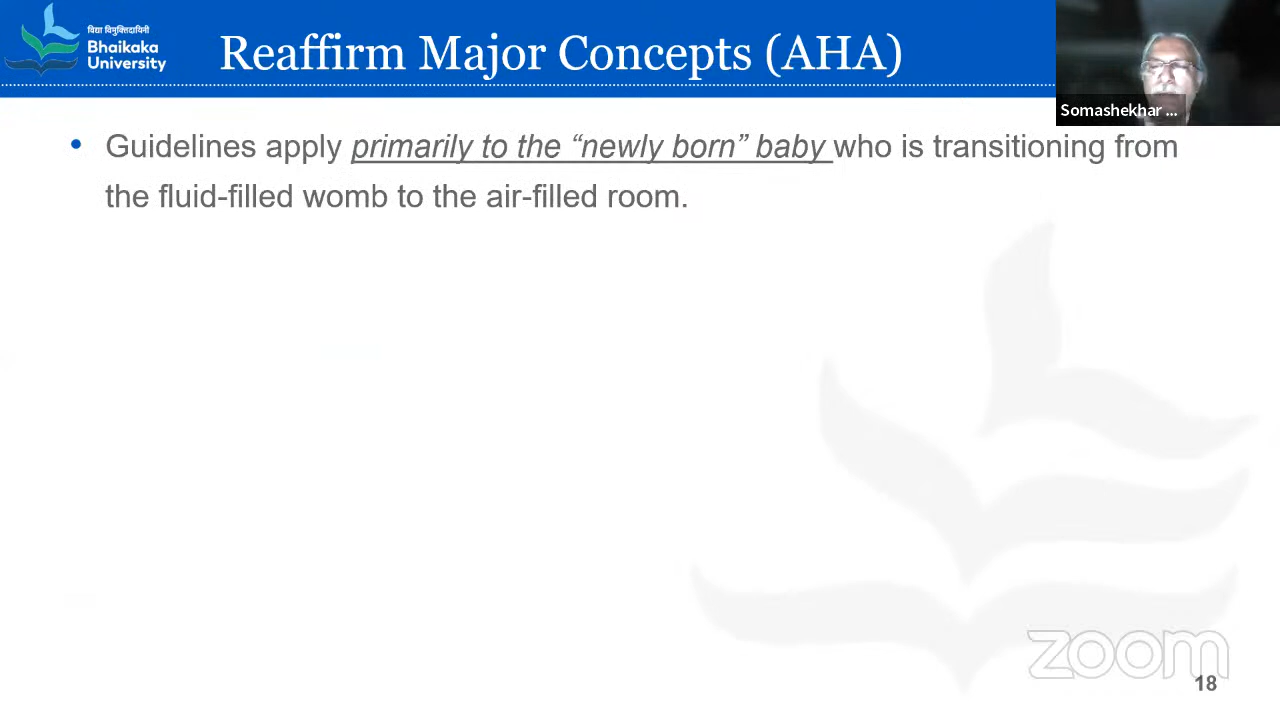 विद्या विमुक्तिदायिनी
Bhaikaka
University
Reaffirm Major Concepts (AHA)
Somashekhar ...
• Guidelines apply primarily to the “newly born” baby who is transitioning from
the fluid-filled womb to the air-filled room.
zoom
18